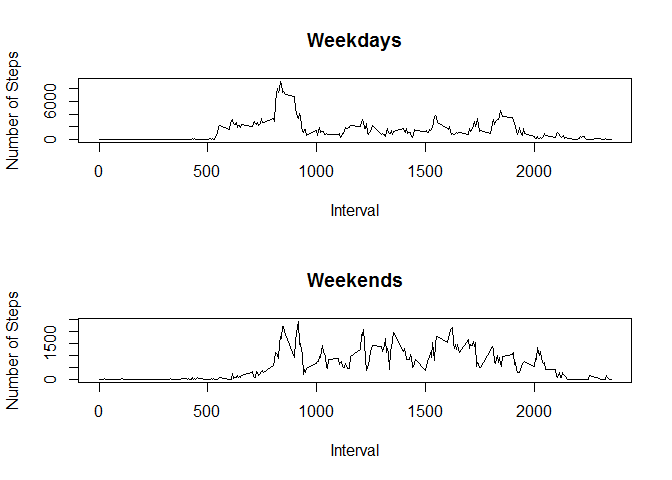 Weekdays
Number of Steps
6000
0
0 500 1000 1500 2000
Interval
Weekends
Number of Steps
1500
0
0 500 1000 1500 2000
Interval